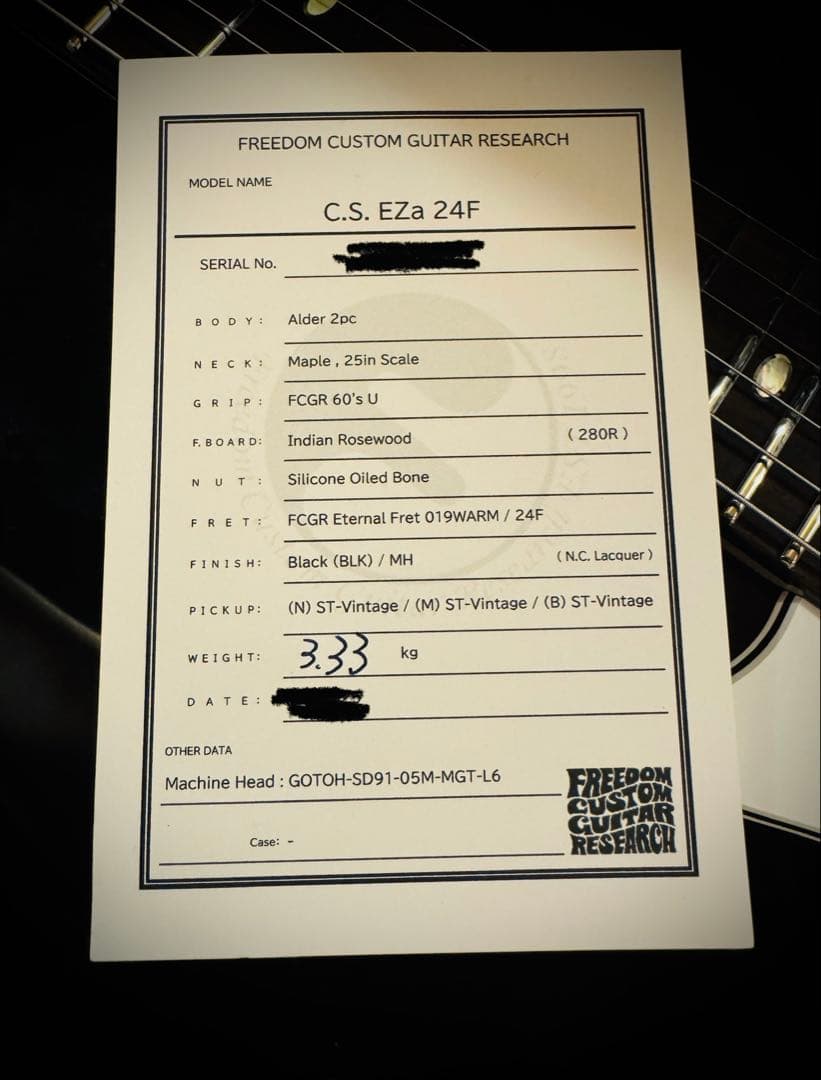 FREEDOM CUSTOM GUITAR RESEARCH
MODEL NAME
C.S. EZa 24F
SERIAL No.
BODY: Alder 2pc
NECK: Maple , 25in Scale
GRIP: FCGR 60's U
F.BOARD: Indian Rosewood (280R)
NUT: Silicone Oiled Bone
FRET: FCGR Eternal Fret 019WARM / 24F
FINISH: Black (BLK) / MH (N.C. Lacquer)
PICKUP: (N) ST-Vintage / (M) ST-Vintage / (B) ST-Vintage
WEIGHT: 3.33 kg
DATE:
OTHER DATA
Machine Head : GOTOH-SD91-05M-MGT-L6
Case: -
FREEDOM
CUSTOM
GUITAR
RESEARCH